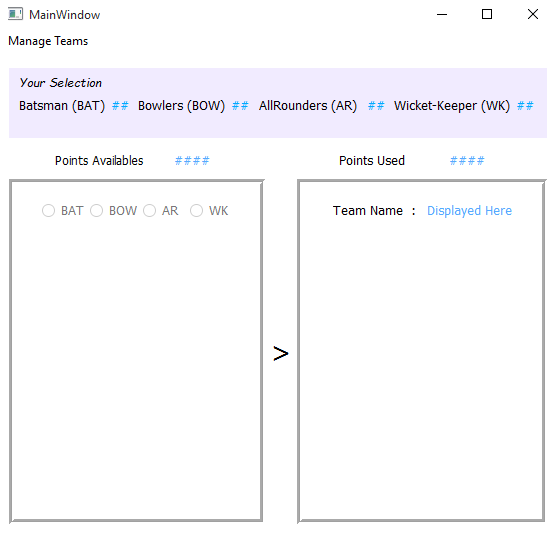 MainWindow
Manage Teams
Your Selection
Batsman (BAT) ## Bowlers (BOW) ## AllRounders (AR) ## Wicket-Keeper (WK) ##
Points Availables #### Points Used ####
BAT BOW AR WK
Team Name : Displayed Here
>